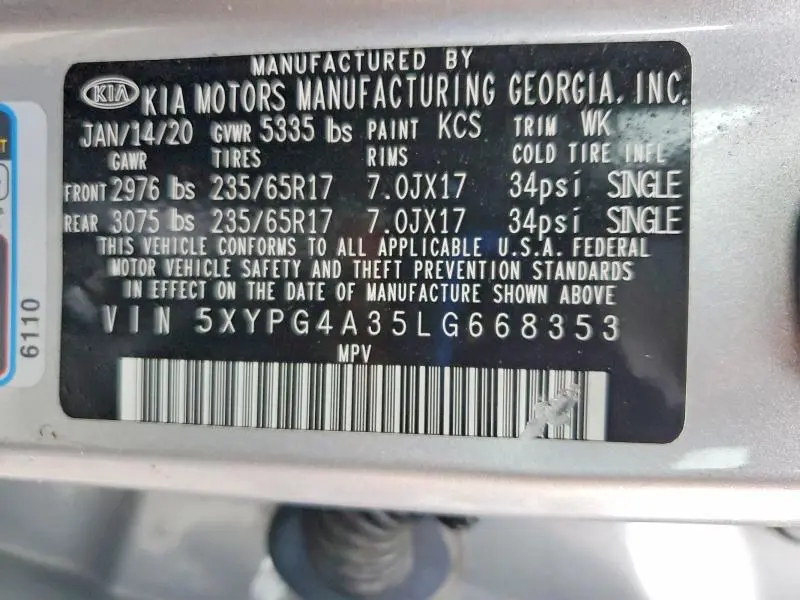 MANUFACTURED BY
KIA KIA MOTORS MANUFACTURING GEORGIA, INC.
JAN/14/20 GVWR 5335 lbs PAINT KCS TRIM WK
GAWR TIRES RIMS COLD TIRE INFL
FRONT 2976 lbs 235/65R17 7.0JX17 34psi SINGLE
REAR 3075 lbs 235/65R17 7.0JX17 34psi SINGLE
THIS VEHICLE CONFORMS TO ALL APPLICABLE U.S.A. FEDERAL
MOTOR VEHICLE SAFETY AND THEFT PREVENTION STANDARDS
IN EFFECT ON THE DATE OF MANUFACTURE SHOWN ABOVE
VIN 5XYPG4A35LG668353
MPV
6110